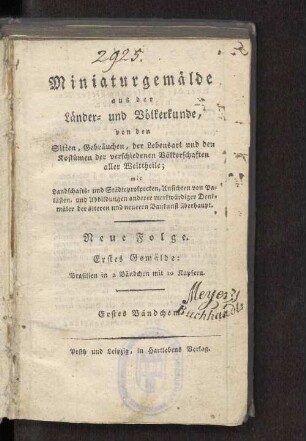 2925.
Miniaturgemälde
aus der
Länder- und Völkerkunde,
von den
Sitten, Gebräuchen, der Lebensart und den
Kostümen der verschiedenen Völkerschaften
aller Welttheile;
mit
Landschafts- und Städteprospecten, Ansichten von Pa-
lästen, und Abbildungen anderer merkwürdiger Denk-
mäler der älteren und neueren Baukunst überhaupt.
Neue Folge.
Erstes Gemälde:
Brasilien in 2 Bändchen mit 10 Kupfern.
Erstes Bändchen.
Meyer's
Buchhandl.
Pesth und Leipzig, in Hartlebens Verlag.